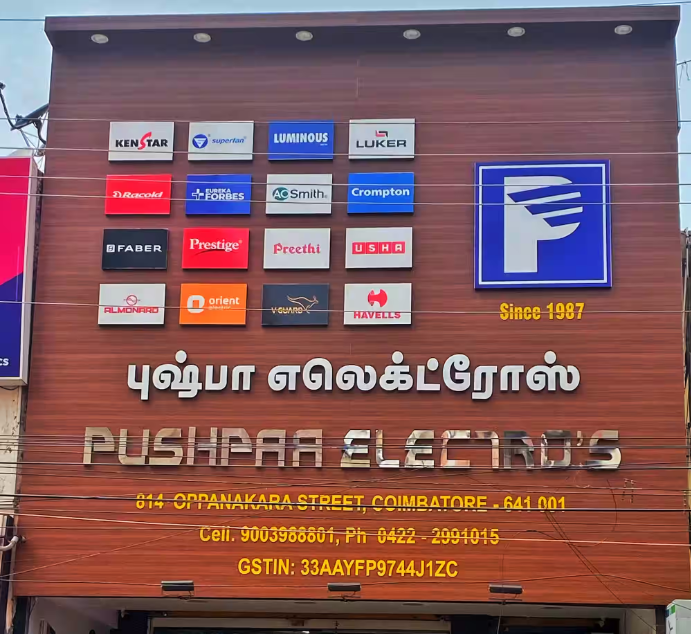 KENSTAR superfan LUMINOUS LUKER
Racold EUREKA FORBES AO Smith Crompton
FABER Prestige Preethi USHA
ALMONARD orient V-GUARD HAVELLS
P
Since 1987
புஷ்பா எலெக்ட்ரோஸ்
PUSHPAA ELECTRO'S
814 OPPANAKARA STREET, COIMBATORE - 641 001
Cell. 9003988801, Ph 0422 - 2991015
GSTIN: 33AAYFP9744J1ZC